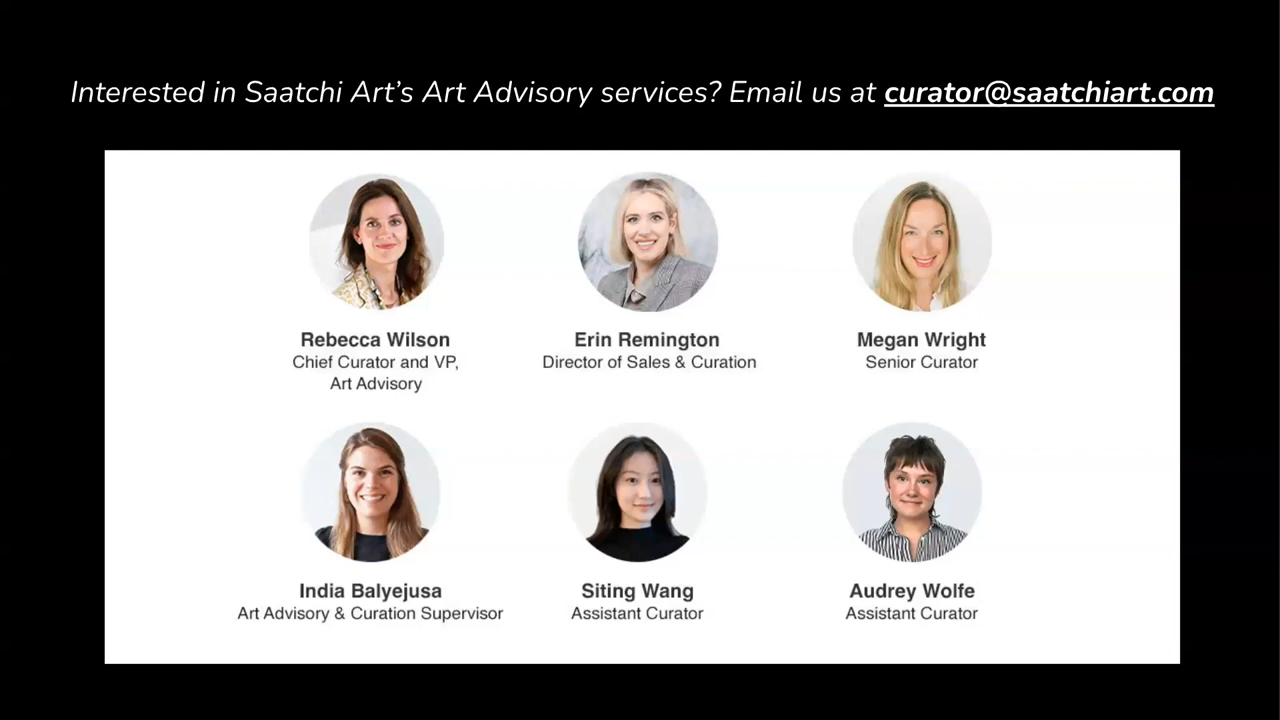 Interested in Saatchi Art’s Art Advisory services? Email us at curator@saatchiart.com
Rebecca Wilson
Chief Curator and VP,
Art Advisory
Erin Remington
Director of Sales & Curation
Megan Wright
Senior Curator
India Balyejusa
Art Advisory & Curation Supervisor
Siting Wang
Assistant Curator
Audrey Wolfe
Assistant Curator